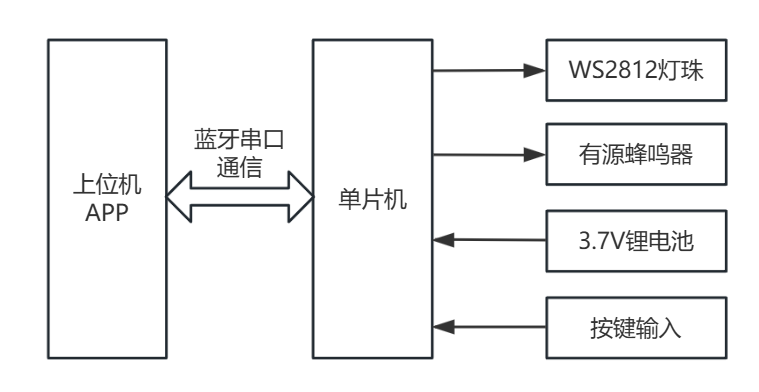 上位机
APP
蓝牙串口
通信
单片机
WS2812灯珠
有源蜂鸣器
3.7V锂电池
按键输入